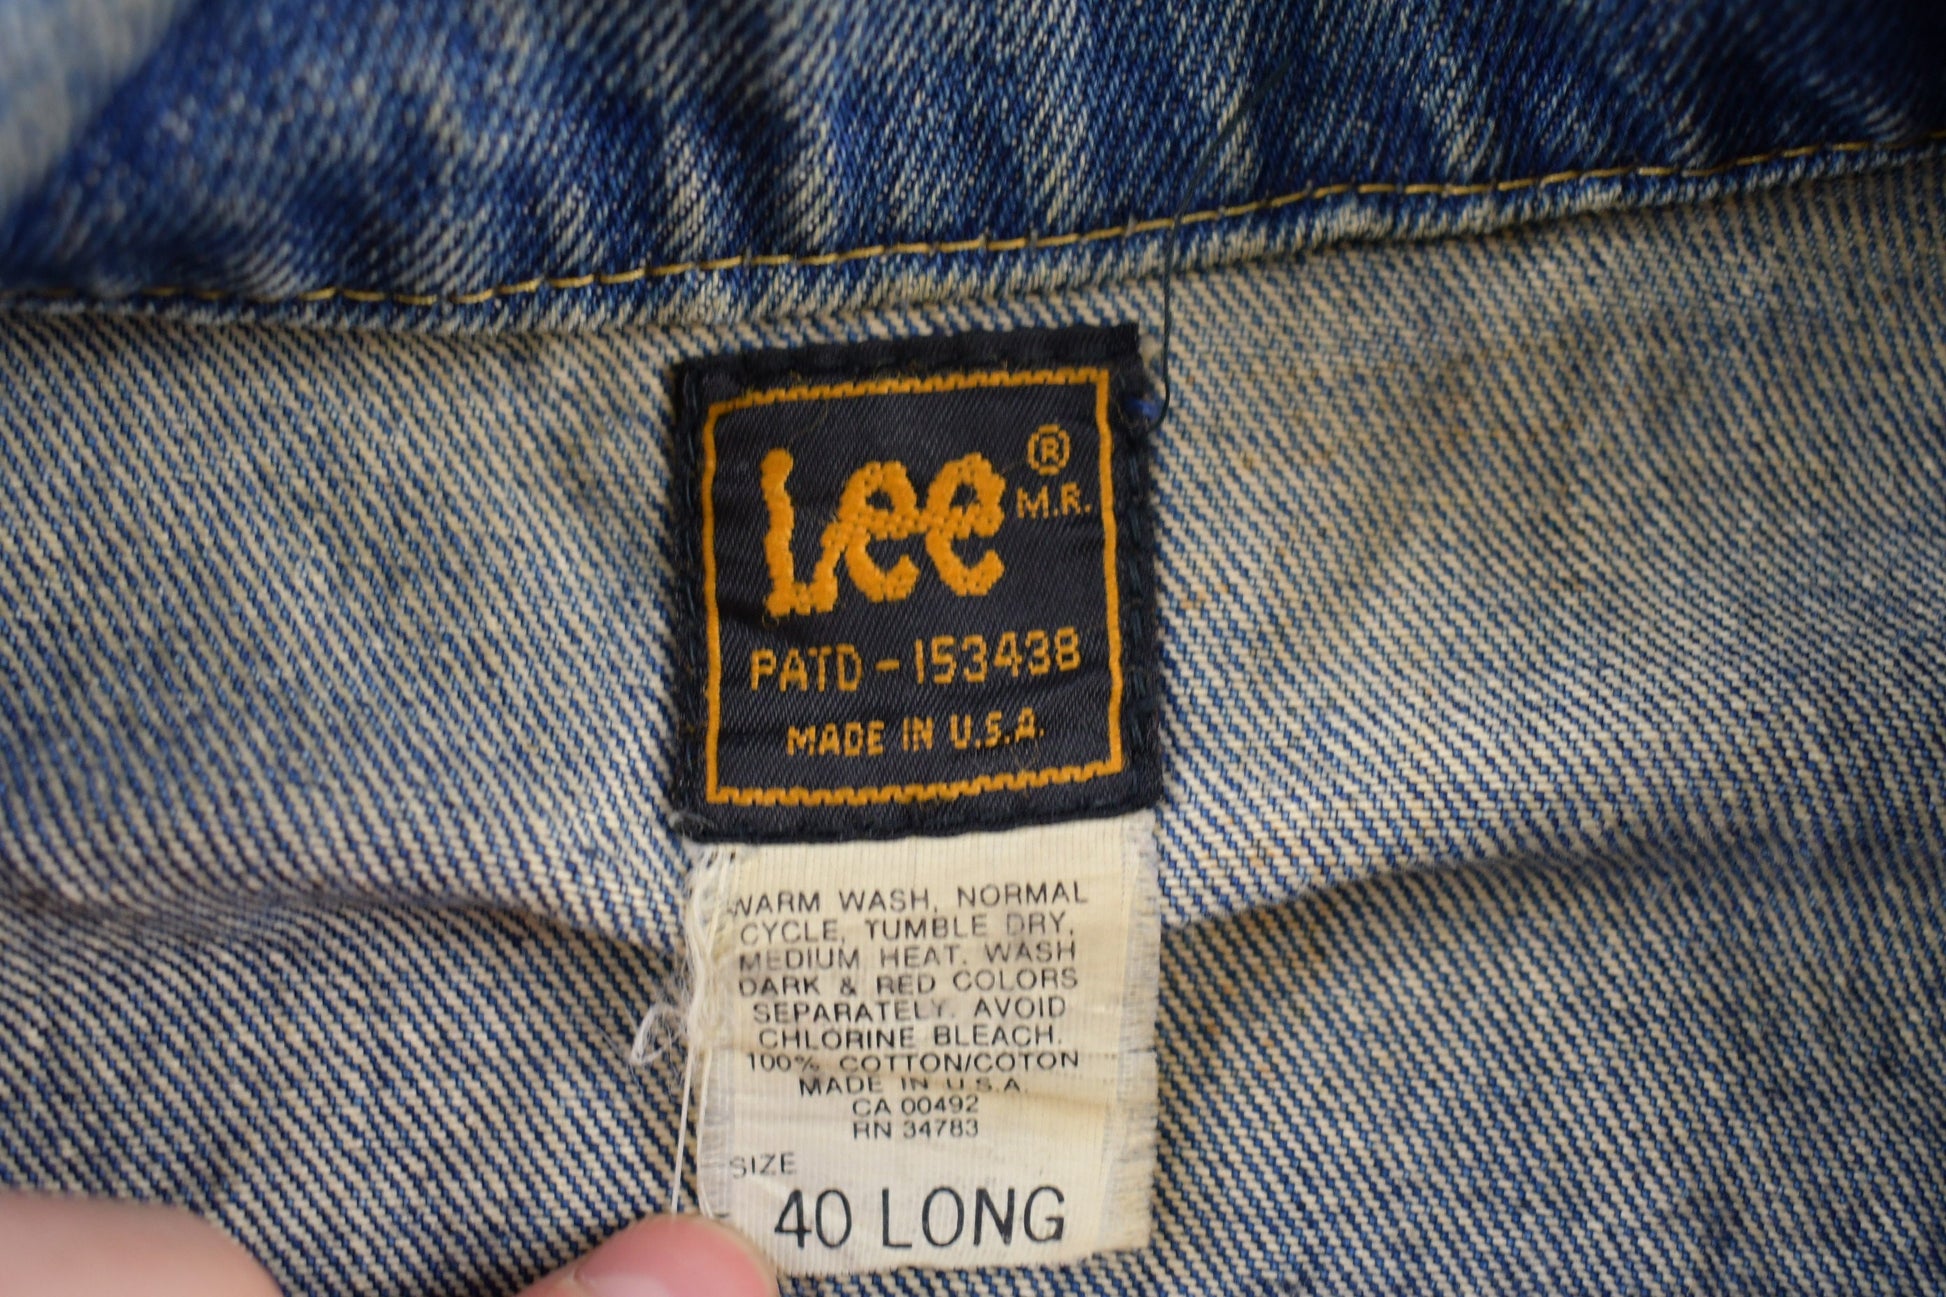 Lee ®
M.R.
PATD-153438
MADE IN U.S.A.
WARM WASH, NORMAL
CYCLE, TUMBLE DRY,
MEDIUM HEAT. WASH
DARK & RED COLORS
SEPARATELY. AVOID
CHLORINE BLEACH.
100% COTTON/COTON
MADE IN U.S.A.
CA 00492
RN 34783
SIZE
40 LONG